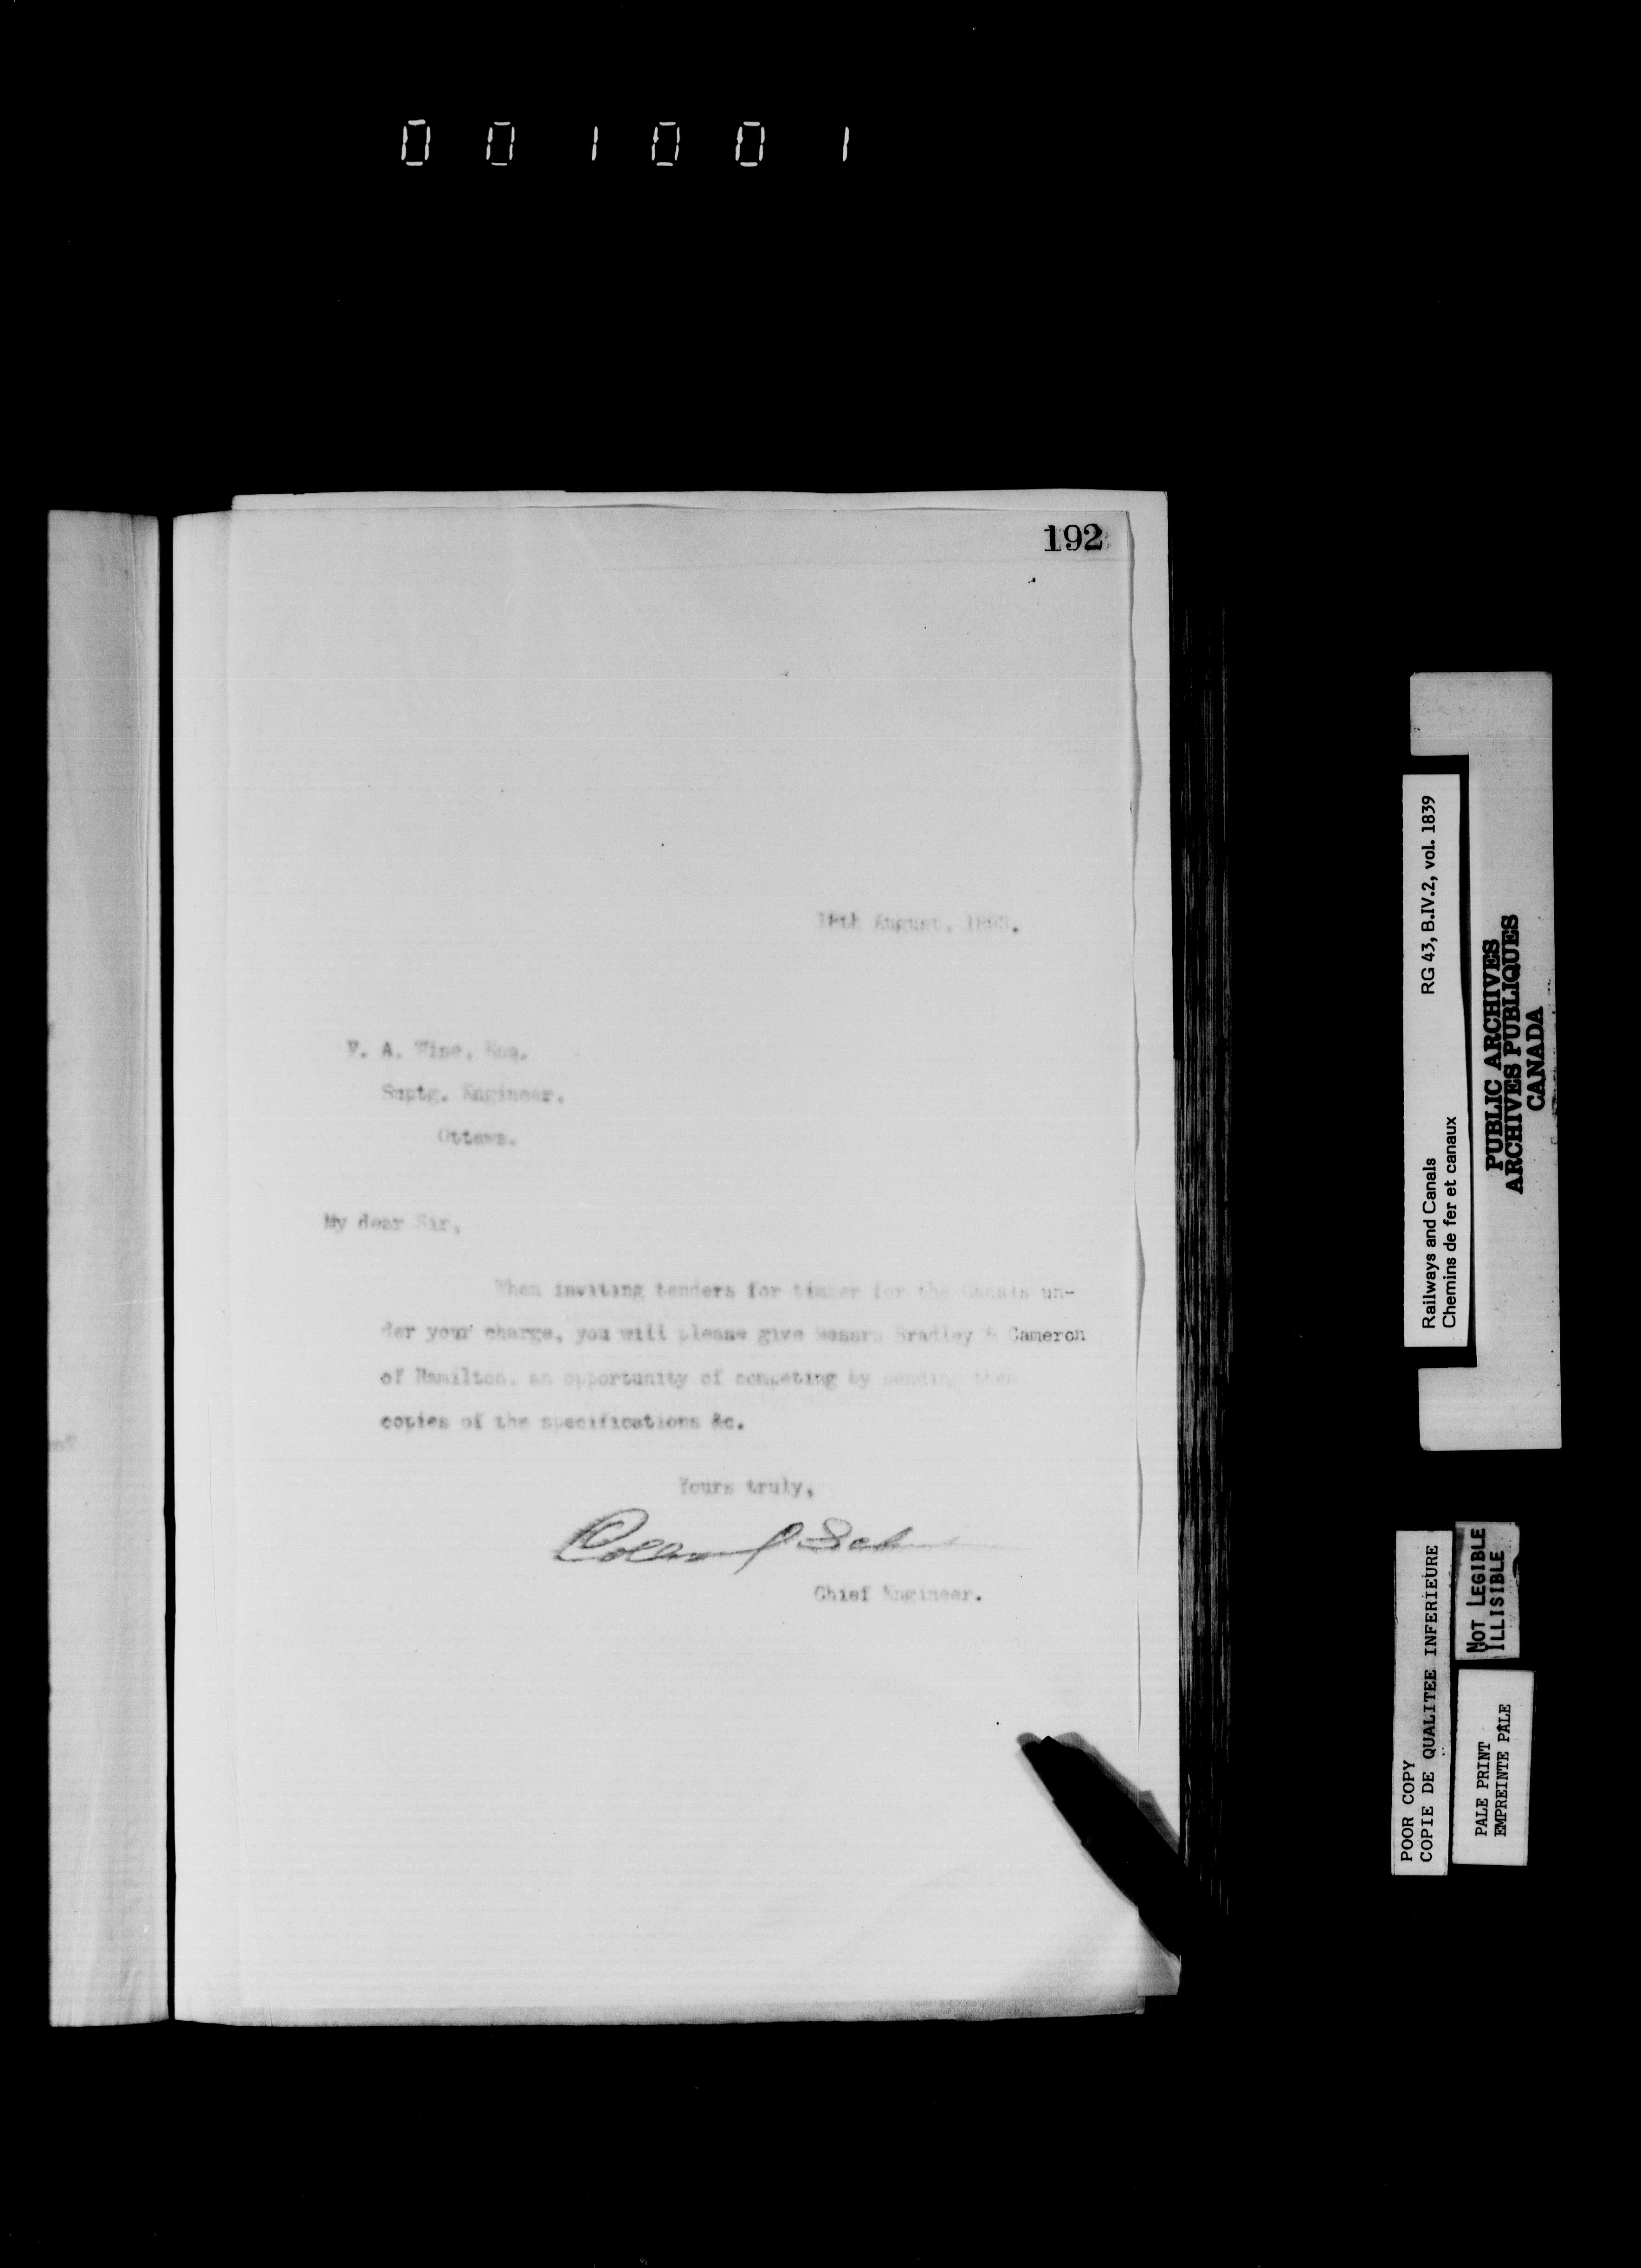 001001
192
18th August, 1893.
F. A. Wise, Esq.
Suptg. Engineer,
Ottawa.
My dear Sir,
When inviting tenders for timber for the Canals un-
der your charge, you will please give Messrs Bradley & Cameron
of Hamilton, an opportunity of competing by sending them
copies of the specifications &c.
Yours truly,
Chief Engineer.
Railways and Canals RG 43, B.IV.2, vol. 1839
Chemins de fer et canaux
PUBLIC ARCHIVES
ARCHIVES PUBLIQUES
CANADA
POOR COPY
COPIE DE QUALITEE INFERIEURE
NOT LEGIBLE
ILLISIBLE
PALE PRINT
EMPREINTE PÂLE